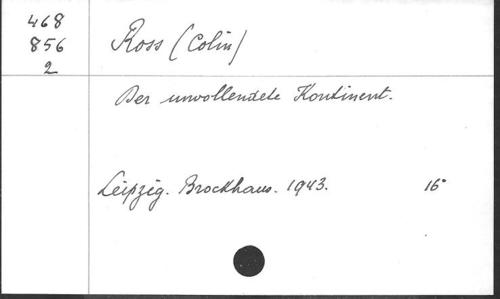 468
856
2
Ross (Colin)
Der unvollendete Kontinent.
Leipzig. Brockhaus. 1943. 16°